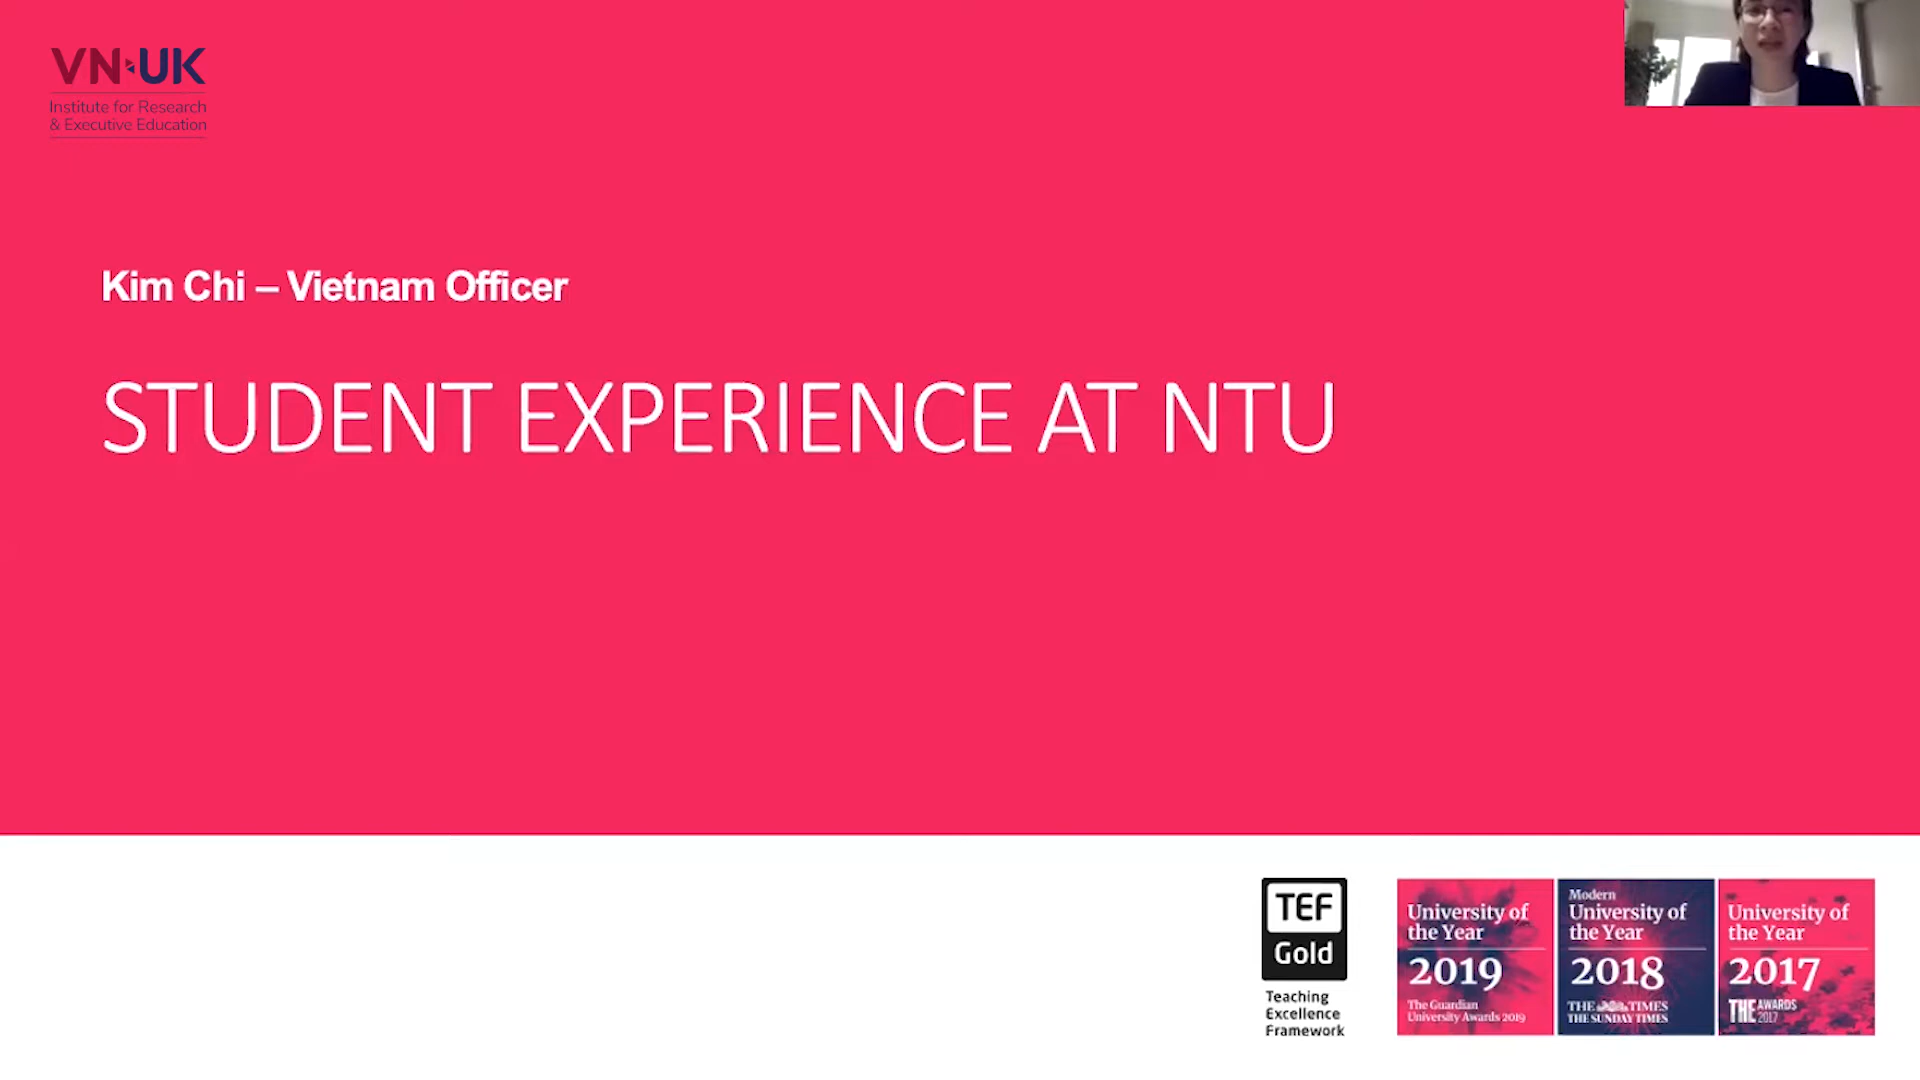 VN UK
Institute for Research
& Executive Education
Kim Chi – Vietnam Officer
STUDENT EXPERIENCE AT NTU
TEF
Gold
Teaching
Excellence
Framework
University of
the Year
2019
The Guardian
University Awards 2019
Modern
University of
the Year
2018
THE TIMES
THE SUNDAY TIMES
University of
the Year
2017
THE AWARDS
2017